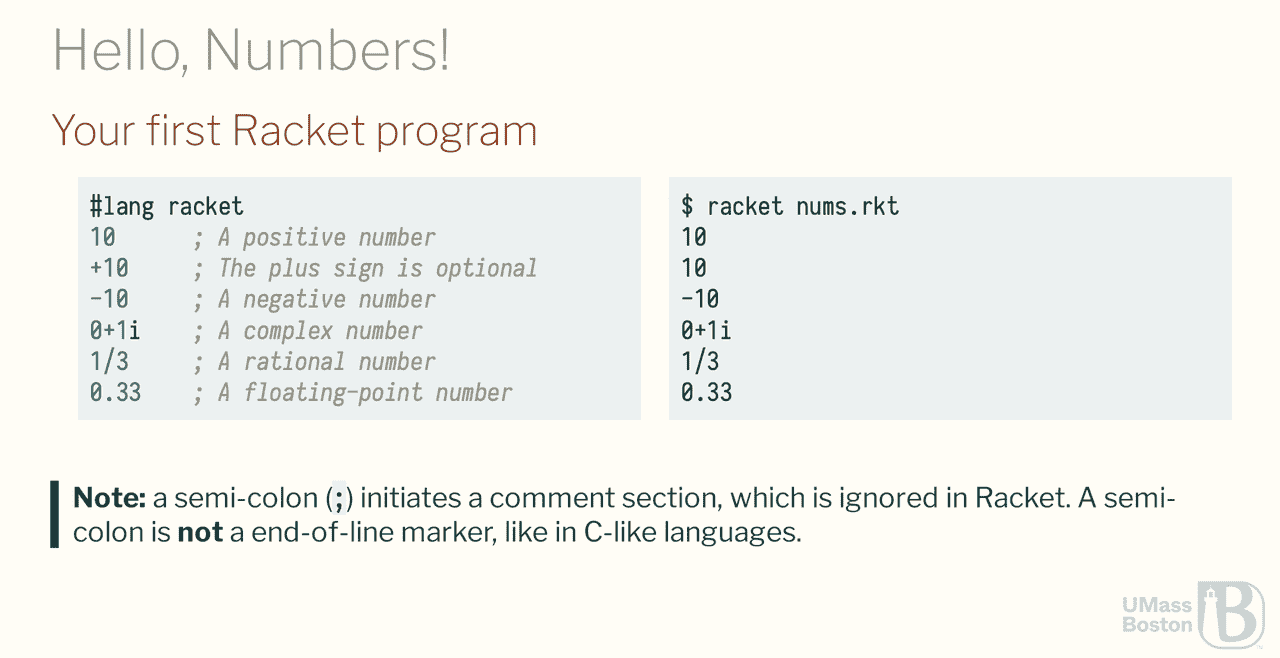 Hello, Numbers!
Your first Racket program
#lang racket
10      ; A positive number
+10     ; The plus sign is optional
-10     ; A negative number
0+1i    ; A complex number
1/3     ; A rational number
0.33    ; A floating-point number
$ racket nums.rkt
10
10
-10
0+1i
1/3
0.33
Note: a semi-colon (;) initiates a comment section, which is ignored in Racket. A semi-
colon is not a end-of-line marker, like in C-like languages.
UMass
Boston
B